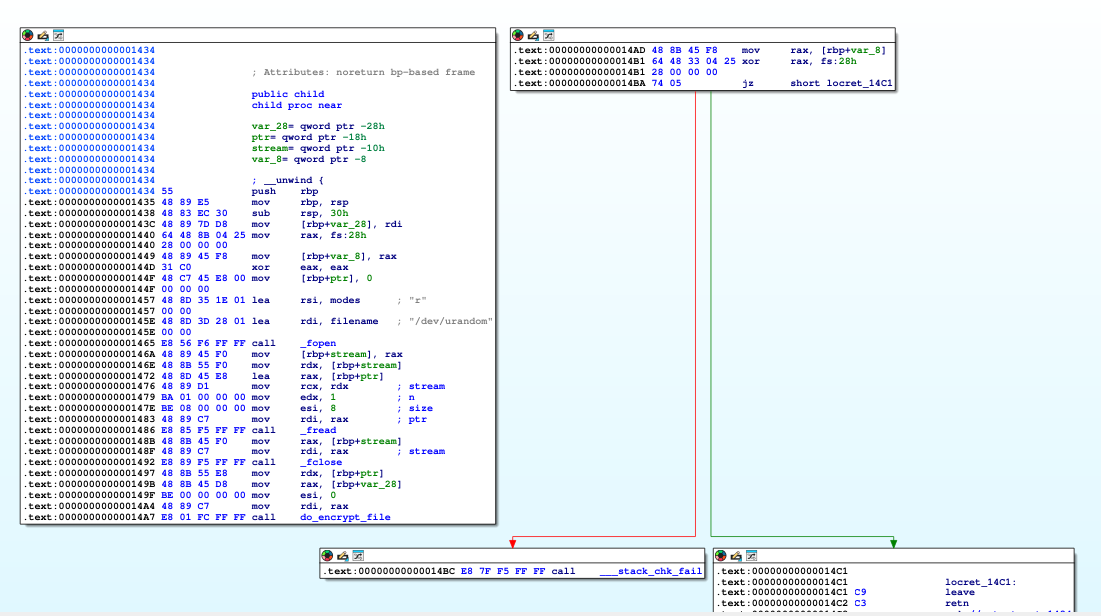 .text:0000000000001434
.text:0000000000001434
.text:0000000000001434 ; Attributes: noreturn bp-based frame
.text:0000000000001434
.text:0000000000001434 public child
.text:0000000000001434 child proc near
.text:0000000000001434
.text:0000000000001434 var_28= qword ptr -28h
.text:0000000000001434 ptr= qword ptr -18h
.text:0000000000001434 stream= qword ptr -10h
.text:0000000000001434 var_8= qword ptr -8
.text:0000000000001434
.text:0000000000001434 ; __unwind {
.text:0000000000001434 55 push rbp
.text:0000000000001435 48 89 E5 mov rbp, rsp
.text:0000000000001438 48 83 EC 30 sub rsp, 30h
.text:000000000000143C 48 89 7D D8 mov [rbp+var_28], rdi
.text:0000000000001440 64 48 8B 04 25 mov rax, fs:28h
.text:0000000000001440 28 00 00 00
.text:0000000000001449 48 89 45 F8 mov [rbp+var_8], rax
.text:000000000000144D 31 C0 xor eax, eax
.text:000000000000144F 48 C7 45 E8 00 mov [rbp+ptr], 0
.text:000000000000144F 00 00 00
.text:0000000000001457 48 8D 35 1E 01 lea rsi, modes ; "r"
.text:0000000000001457 00 00
.text:000000000000145E 48 8D 3D 28 01 lea rdi, filename ; "/dev/urandom"
.text:000000000000145E 00 00
.text:0000000000001465 E8 56 F6 FF FF call _fopen
.text:000000000000146A 48 89 45 F0 mov [rbp+stream], rax
.text:000000000000146E 48 8B 55 F0 mov rdx, [rbp+stream]
.text:0000000000001472 48 8D 45 E8 lea rax, [rbp+ptr]
.text:0000000000001476 48 89 D1 mov rcx, rdx ; stream
.text:0000000000001479 BA 01 00 00 00 mov edx, 1 ; n
.text:000000000000147E BE 08 00 00 00 mov esi, 8 ; size
.text:0000000000001483 48 89 C7 mov rdi, rax ; ptr
.text:0000000000001486 E8 85 F5 FF FF call _fread
.text:000000000000148B 48 8B 45 F0 mov rax, [rbp+stream]
.text:000000000000148F 48 89 C7 mov rdi, rax ; stream
.text:0000000000001492 E8 89 F5 FF FF call _fclose
.text:0000000000001497 48 8B 55 E8 mov rdx, [rbp+ptr]
.text:000000000000149B 48 8B 45 D8 mov rax, [rbp+var_28]
.text:000000000000149F BE 00 00 00 00 mov esi, 0
.text:00000000000014A4 48 89 C7 mov rdi, rax
.text:00000000000014A7 E8 01 FC FF FF call do_encrypt_file
.text:00000000000014AD 48 8B 45 F8 mov rax, [rbp+var_8]
.text:00000000000014B1 64 48 33 04 25 xor rax, fs:28h
.text:00000000000014B1 28 00 00 00
.text:00000000000014BA 74 05 jz short locret_14C1
.text:00000000000014BC E8 7F F5 FF FF call ___stack_chk_fail
.text:00000000000014C1
.text:00000000000014C1 locret_14C1:
.text:00000000000014C1 C9 leave
.text:00000000000014C2 C3 retn